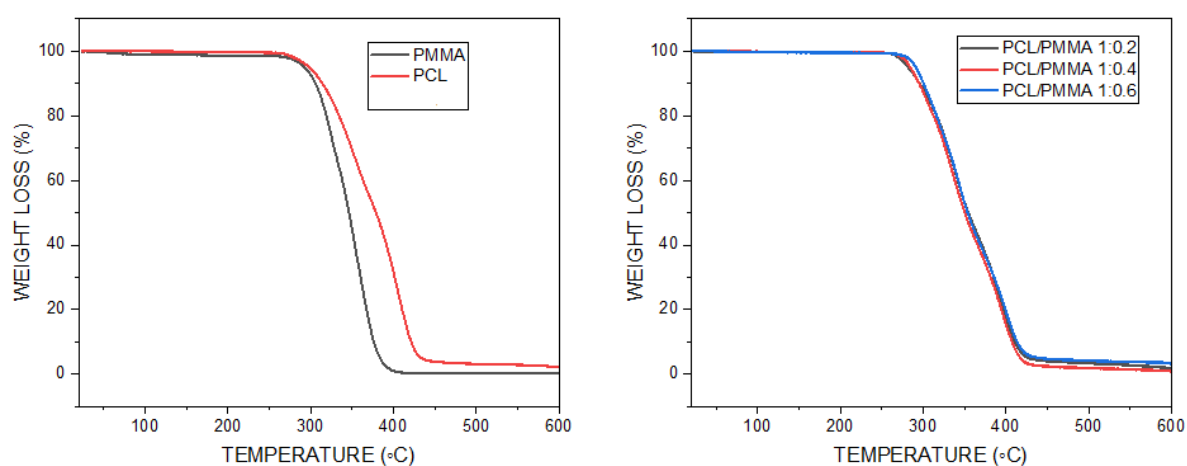 PMMA
PCL
WEIGHT LOSS (%)
100
80
60
40
20
0
100
200
300
400
500
600
TEMPERATURE (∘C)
PCL/PMMA 1:0.2
PCL/PMMA 1:0.4
PCL/PMMA 1:0.6
WEIGHT LOSS (%)
100
80
60
40
20
0
100
200
300
400
500
600
TEMPERATURE (∘C)